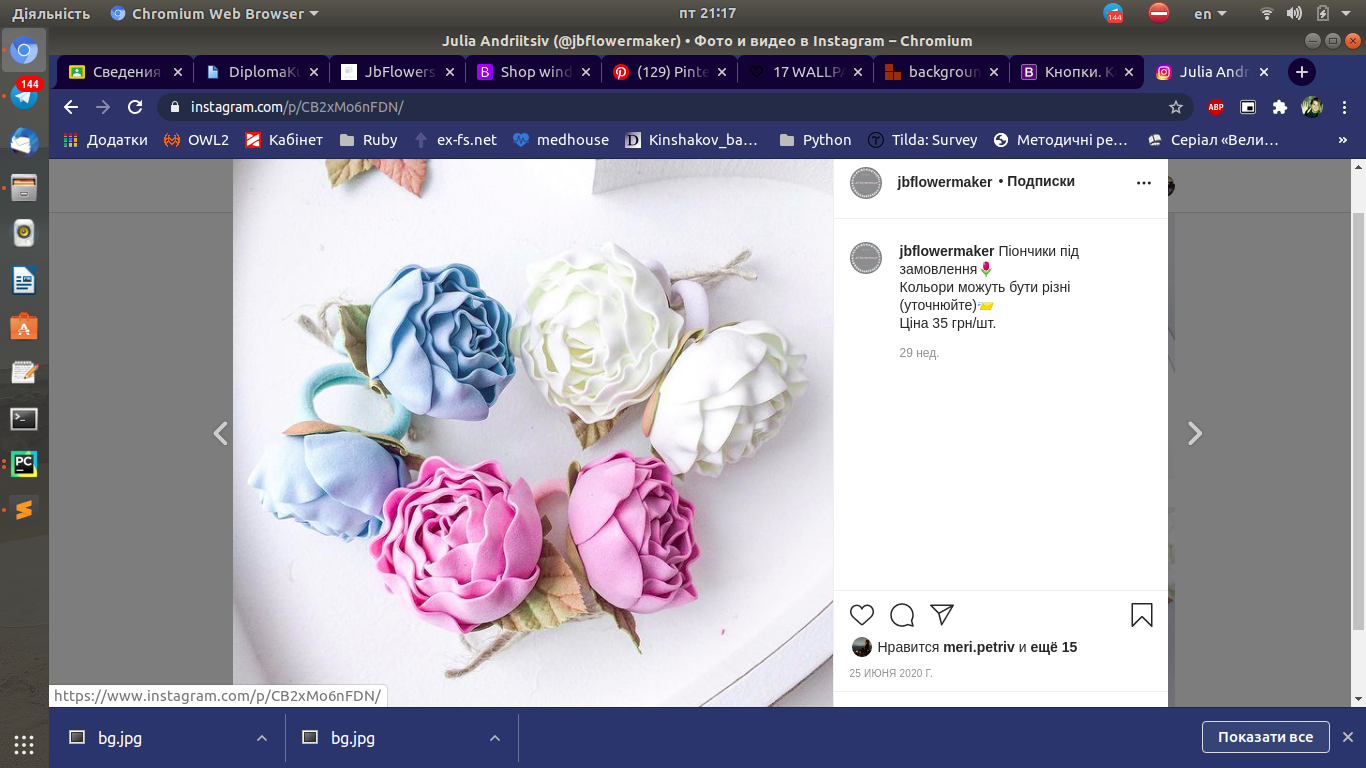 Діяльність
Chromium Web Browser
пт 21:17
144
en
Julia Andriitsiv (@jbflowermaker) • Фото и видео в Instagram – Chromium
Сведения
DiplomaKu
JbFlowers
Shop wind
(129) Pinte
17 WALLPA
backgroun
Кнопки. К
Julia Andr
144
instagram.com/p/CB2xMo6nFDN/
ABP
Додатки
OWL2
Кабінет
Ruby
ex-fs.net
medhouse
Kinshakov_ba…
Python
Tilda: Survey
Методичні ре…
Серіал «Вели…
»
jbflowermaker • Подписки
jbflowermaker Піончики під
замовлення🌷
Кольори можуть бути різні
(уточнюйте)
Ціна 35 грн/шт.
29 нед.
Нравится meri.petriv и ещё 15
25 ИЮНЯ 2020 Г.
https://www.instagram.com/p/CB2xMo6nFDN/
bg.jpg
bg.jpg
Показати все